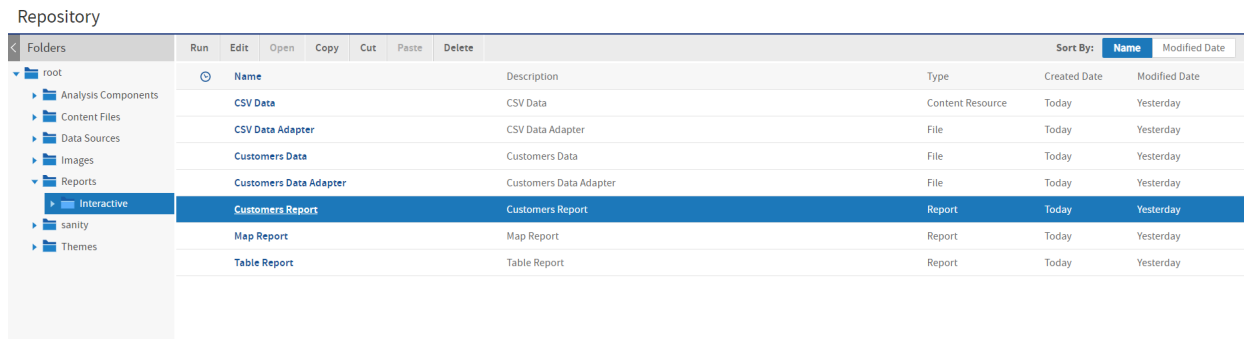 Repository
Folders
Run Edit Open Copy Cut Paste Delete Sort By: Name Modified Date
root
Analysis Components
Content Files
Data Sources
Images
Reports
Interactive
sanity
Themes
Name Description Type Created Date Modified Date
CSV Data CSV Data Content Resource Today Yesterday
CSV Data Adapter CSV Data Adapter File Today Yesterday
Customers Data Customers Data File Today Yesterday
Customers Data Adapter Customers Data Adapter File Today Yesterday
Customers Report Customers Report Report Today Yesterday
Map Report Map Report Report Today Yesterday
Table Report Table Report Report Today Yesterday